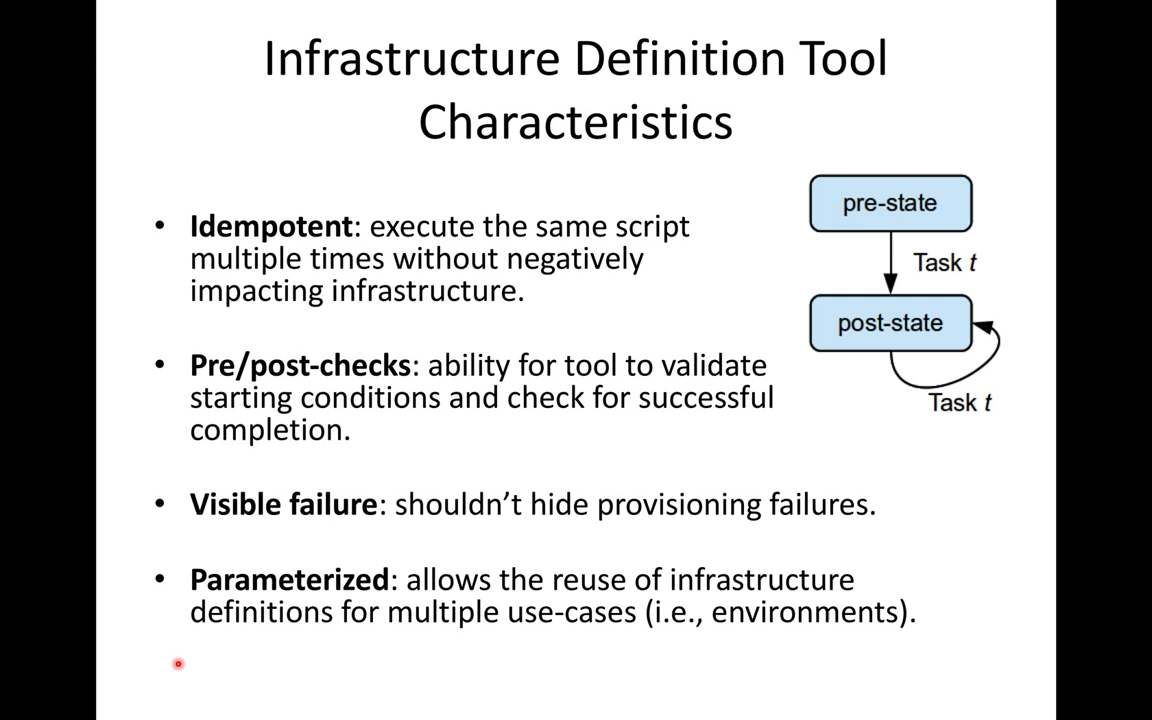 Infrastructure Definition Tool
Characteristics
• Idempotent: execute the same script
multiple times without negatively
impacting infrastructure.
• Pre/post-checks: ability for tool to validate
starting conditions and check for successful
completion.
• Visible failure: shouldn’t hide provisioning failures.
• Parameterized: allows the reuse of infrastructure
definitions for multiple use-cases (i.e., environments).
pre-state
Task t
post-state
Task t